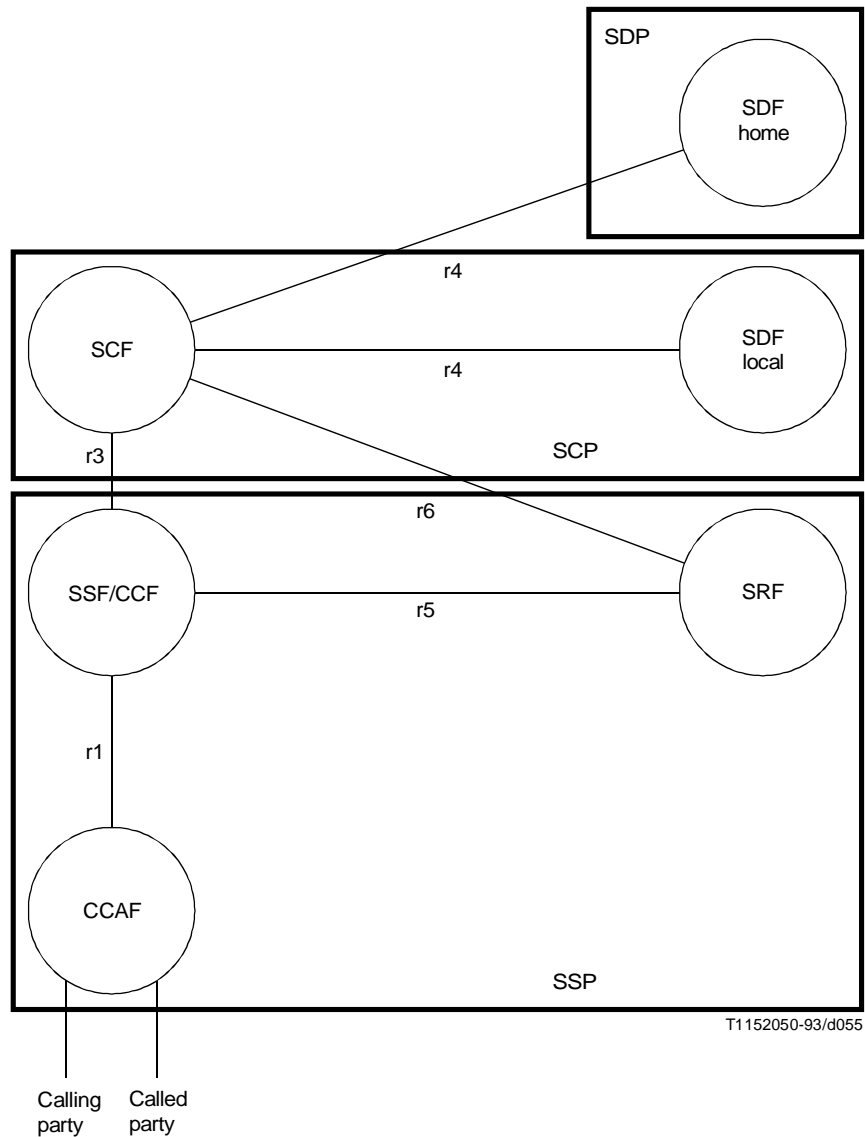 SDP
SDF
home
r4
SCF
SDF
local
r4
r3
SCP
r6
SSF/CCF
SRF
r5
r1
CCAF
SSP
T1152050-93/d055
Calling
party
Called
party